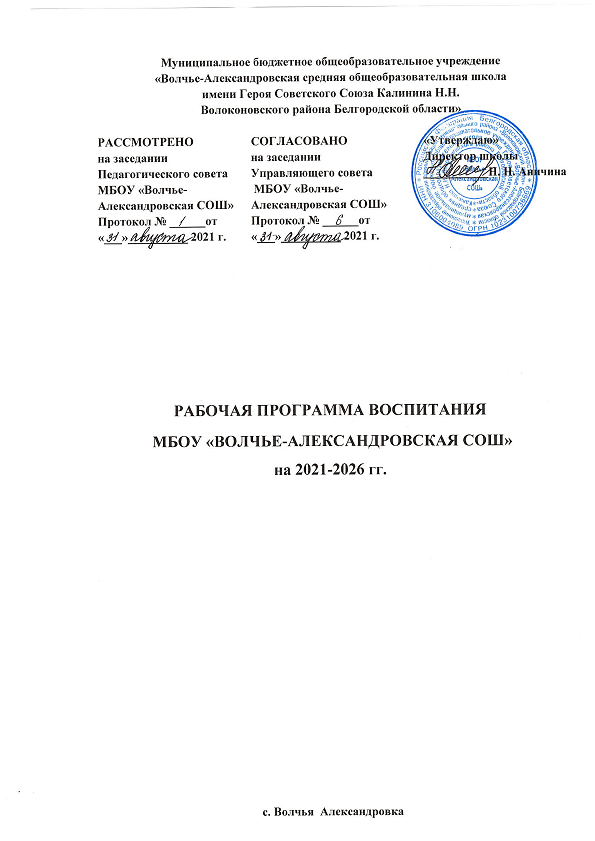 Муниципальное бюджетное общеобразовательное учреждение
«Волчье-Александровская средняя общеобразовательная школа
имени Героя Советского Союза Калинина Н.Н.
Волоконовского района Белгородской области»
РАССМОТРЕНО
на заседании
Педагогического совета
МБОУ «Волчье-
Александровская СОШ»
Протокол № 1 от
«31» августа 2021 г.
СОГЛАСОВАНО
на заседании
Управляющего совета
МБОУ «Волчье-
Александровская СОШ»
Протокол № 6 от
«31» августа 2021 г.
«Утверждаю»
Директор школы
Н. Н. Аничина
РАБОЧАЯ ПРОГРАММА ВОСПИТАНИЯ
МБОУ «ВОЛЧЬЕ-АЛЕКСАНДРОВСКАЯ СОШ»
на 2021-2026 гг.
с. Волчья Александровка